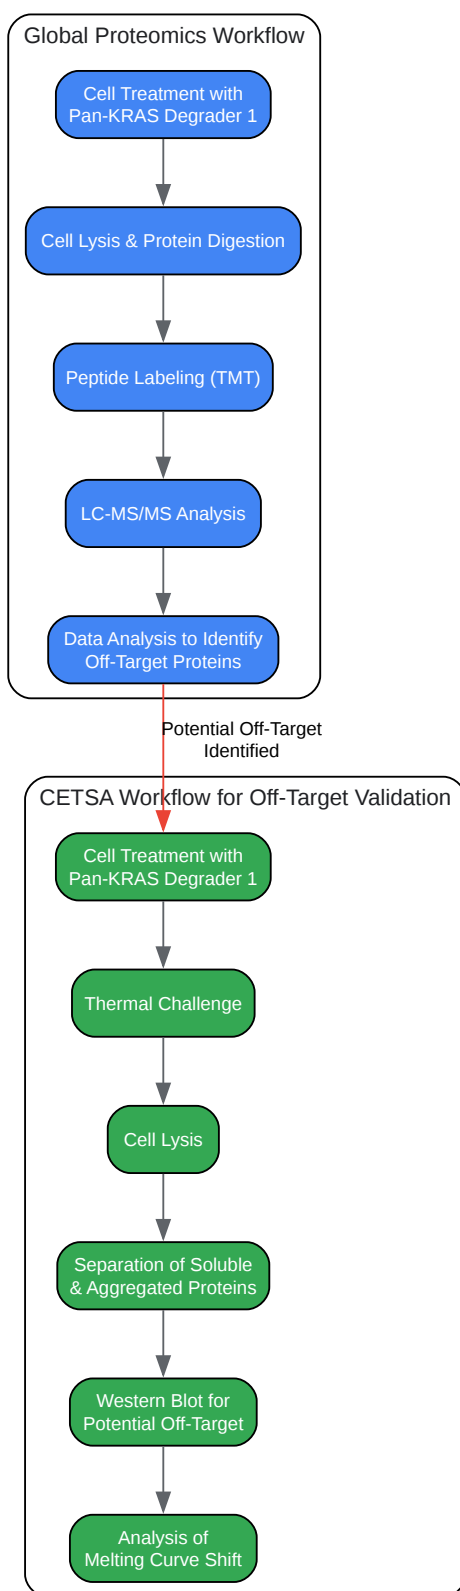 Global Proteomics Workflow
Cell Treatment with
Pan-KRAS Degrader 1
Cell Lysis & Protein Digestion
Peptide Labeling (TMT)
LC-MS/MS Analysis
Data Analysis to Identify
Off-Target Proteins
Potential Off-Target
Identified
CETSA Workflow for Off-Target Validation
Cell Treatment with
Pan-KRAS Degrader 1
Thermal Challenge
Cell Lysis
Separation of Soluble
& Aggregated Proteins
Western Blot for
Potential Off-Target
Analysis of
Melting Curve Shift